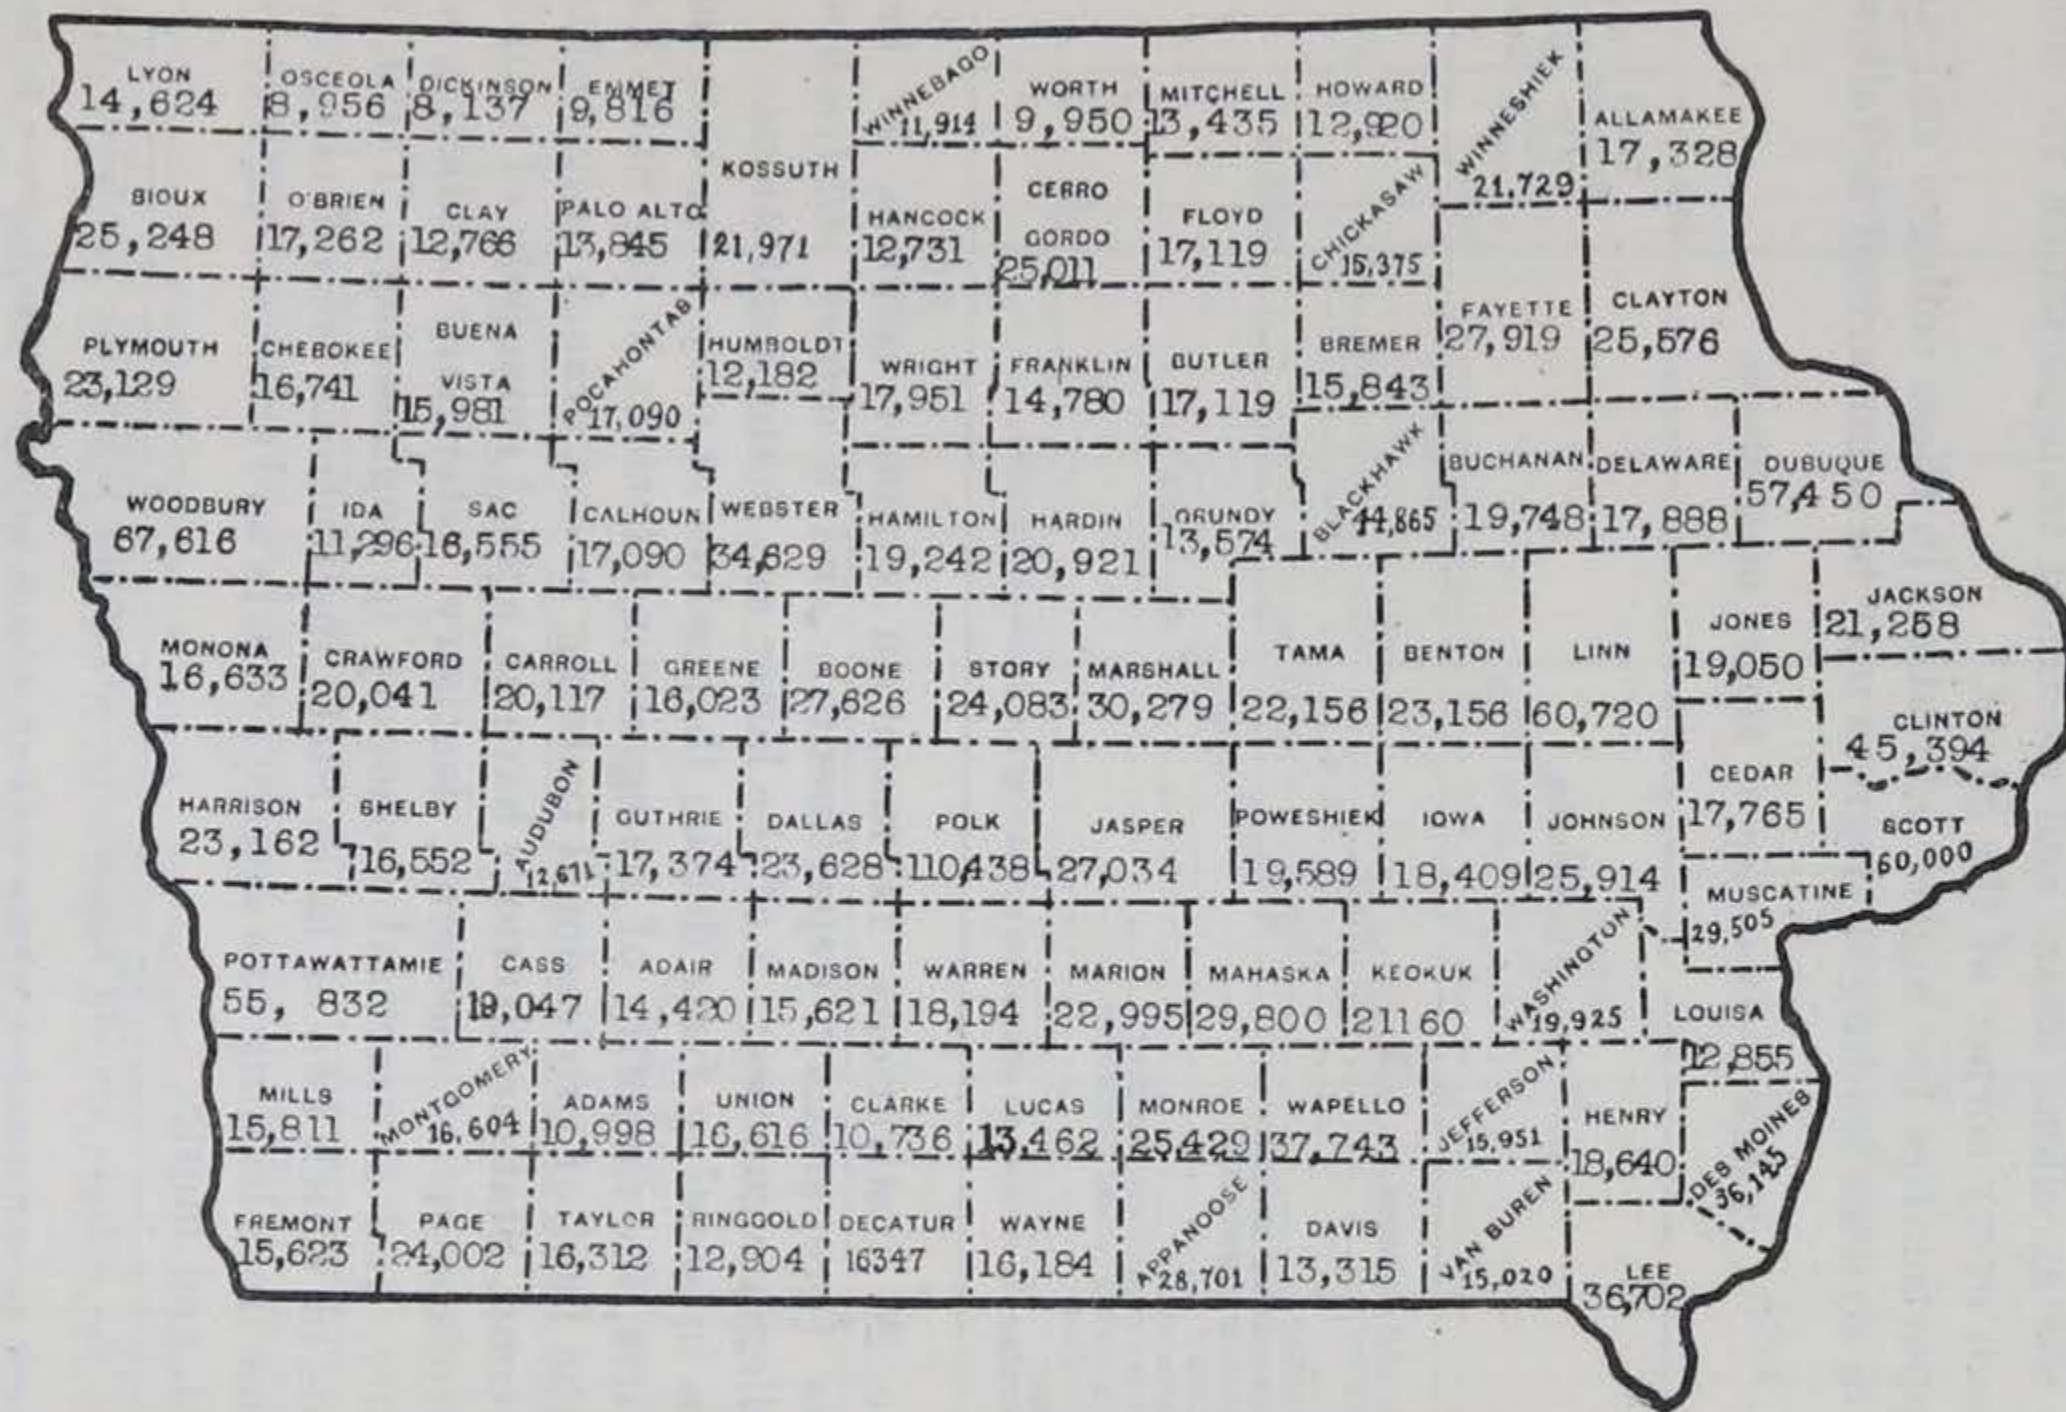 LYON
14,624
OSCEOLA
8,956
DICKINSON
8,137
EMMET
9,816
KOSSUTH
21,971
WINNEBAGO
11,914
WORTH
9,950
MITCHELL
13,435
HOWARD
12,920
WINNESHIEK
21.729
ALLAMAKEE
17,328
SIOUX
25,248
O'BRIEN
17,262
CLAY
12,766
PALO ALTO
13,845
HANCOCK
12,731
CERRO
GORDO
25,011
FLOYD
17,119
CHICKASAW
15,375
FAYETTE
27,919
CLAYTON
25,576
PLYMOUTH
23,129
CHEROKEE
16,741
BUENA
VISTA
15,981
POCAHONTAS
17,090
HUMBOLDT
12,182
WRIGHT
17,951
FRANKLIN
14,780
BUTLER
17,119
BREMER
15,843
WOODBURY
67,616
IDA
11,296
SAC
16,555
CALHOUN
17,090
WEBSTER
34,629
HAMILTON
19,242
HARDIN
20,921
GRUNDY
13,574
BLACKHAWK
44,865
BUCHANAN
19,748
DELAWARE
17,888
DUBUQUE
57,450
MONONA
16,633
CRAWFORD
20,041
CARROLL
20,117
GREENE
16,023
BOONE
27,626
STORY
24,083
MARSHALL
30,279
TAMA
22,156
BENTON
23,156
LINN
60,720
JONES
19,050
JACKSON
21,258
CLINTON
45,394
HARRISON
23,162
SHELBY
16,552
AUDUBON
12,671
GUTHRIE
17,374
DALLAS
23,628
POLK
110,438
JASPER
27,034
POWESHIEK
19,589
IOWA
18,409
JOHNSON
25,914
CEDAR
17,765
SCOTT
60,000
MUSCATINE
29,505
POTTAWATTAMIE
55, 832
CASS
19,047
ADAIR
14,420
MADISON
15,621
WARREN
18,194
MARION
22,995
MAHASKA
29,800
KEOKUK
21160
WASHINGTON
19,925
LOUISA
12,855
MILLS
15,811
MONTGOMERY
16,604
ADAMS
10,998
UNION
16,616
CLARKE
10,736
LUCAS
13,462
MONROE
25,429
WAPELLO
37,743
JEFFERSON
15,951
HENRY
18,640
DES MOINES
36,145
FREMONT
15,623
PAGE
24,002
TAYLOR
16,312
RINGGOLD
12,904
DECATUR
16347
WAYNE
16,184
APPANOOSE
28,701
DAVIS
13,315
VAN BUREN
15,020
LEE
36,702